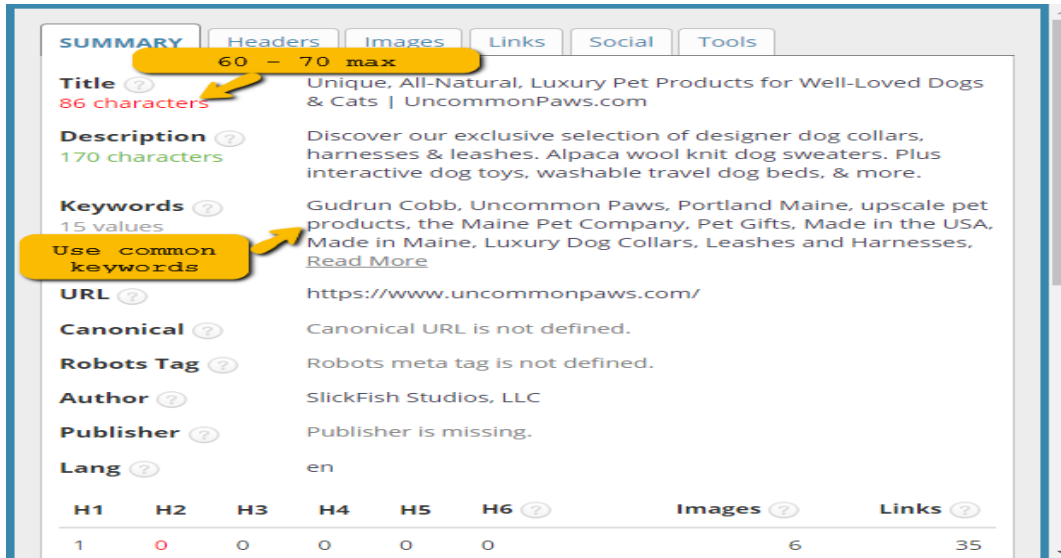 SUMMARY Headers Images Links Social Tools
60 – 70 max
Title ? Unique, All-Natural, Luxury Pet Products for Well-Loved Dogs
86 characters & Cats | UncommonPaws.com
Description ? Discover our exclusive selection of designer dog collars,
170 characters harnesses & leashes. Alpaca wool knit dog sweaters. Plus
interactive dog toys, washable travel dog beds, & more.
Keywords ? Gudrun Cobb, Uncommon Paws, Portland Maine, upscale pet
15 values products, the Maine Pet Company, Pet Gifts, Made in the USA,
Use common Made in Maine, Luxury Dog Collars, Leashes and Harnesses,
keywords Read More
URL ? https://www.uncommonpaws.com/
Canonical ? Canonical URL is not defined.
Robots Tag ? Robots meta tag is not defined.
Author ? SlickFish Studios, LLC
Publisher ? Publisher is missing.
Lang ? en
H1 H2 H3 H4 H5 H6 ? Images ? Links ?
1 0 0 0 0 0 6 35